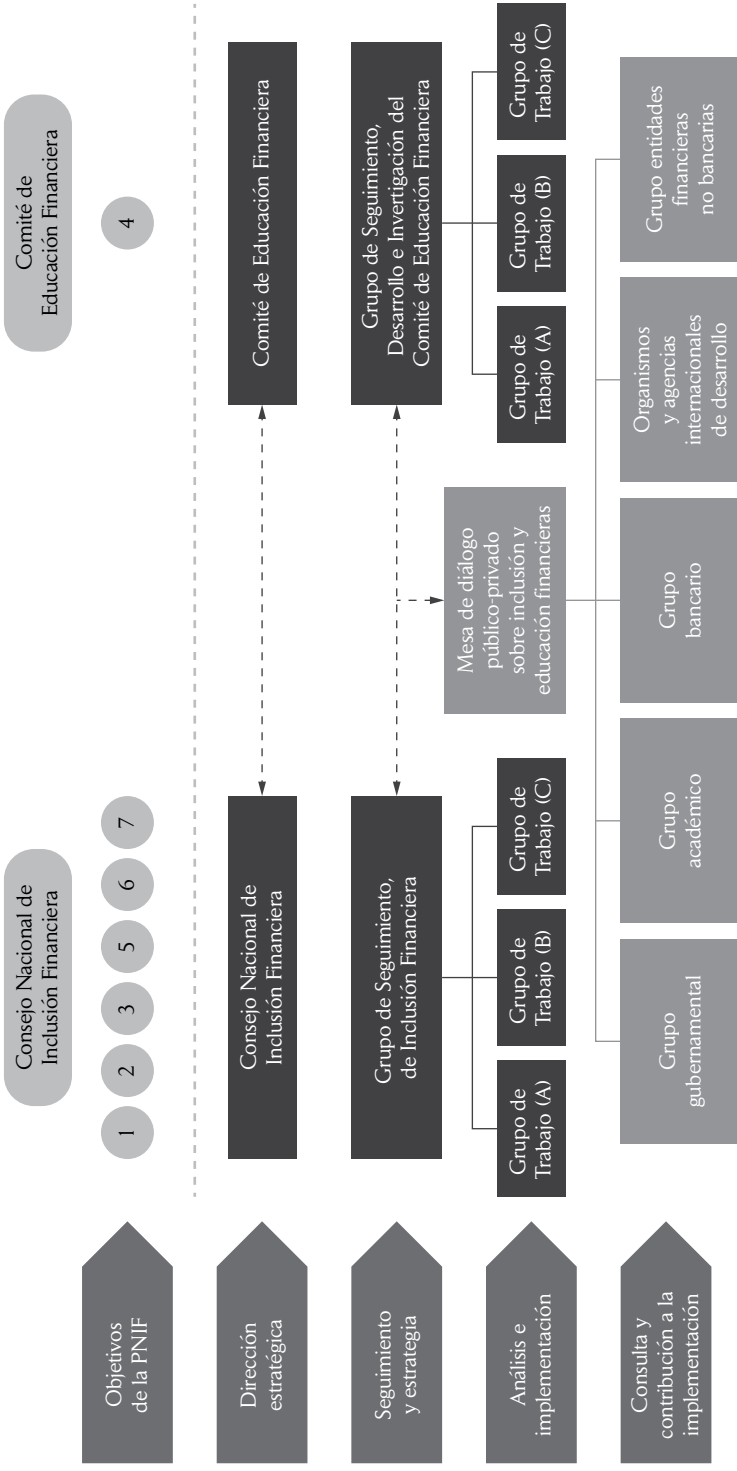 Consejo Nacional de
Inclusión Financiera
Comité de
Educación Financiera
Objetivos
de la PNIF
1
2
3
5
6
7
4
Dirección
estratégica
Consejo Nacional de
Inclusión Financiera
Comité de Educación Financiera
Seguimiento
y estrategia
Grupo de Seguimiento,
de Inclusión Financiera
Grupo de Seguimiento,
Desarrollo e Invertigación del
Comité de Educación Financiera
Análisis e
implementación
Grupo de
Trabajo (A)
Grupo de
Trabajo (B)
Grupo de
Trabajo (C)
Mesa de diálogo
público-privado
sobre inclusión y
educación financieras
Grupo de
Trabajo (A)
Grupo de
Trabajo (B)
Grupo de
Trabajo (C)
Consulta y
contribución a la
implementación
Grupo
gubernamental
Grupo
académico
Grupo
bancario
Organismos
y agencias
internacionales
de desarrollo
Grupo entidades
financieras
no bancarias